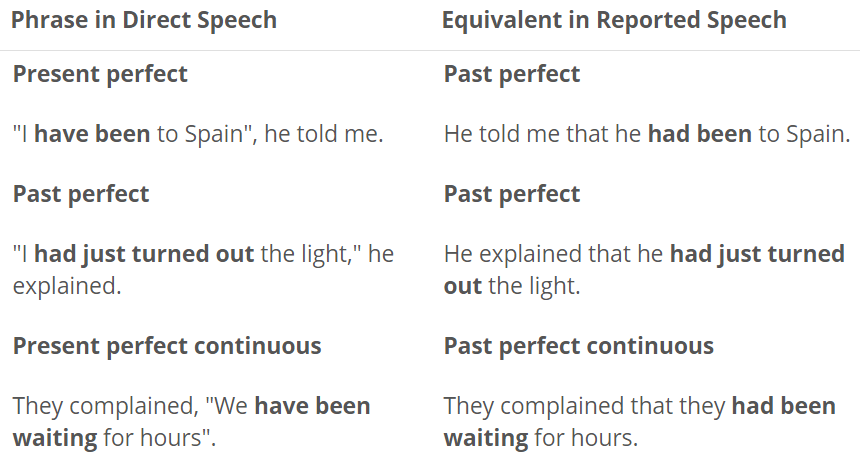 Phrase in Direct Speech
Equivalent in Reported Speech
Present perfect
Past perfect
"I have been to Spain", he told me.
He told me that he had been to Spain.
Past perfect
Past perfect
"I had just turned out the light," he
explained.
He explained that he had just turned
out the light.
Present perfect continuous
Past perfect continuous
They complained, "We have been
waiting for hours".
They complained that they had been
waiting for hours.